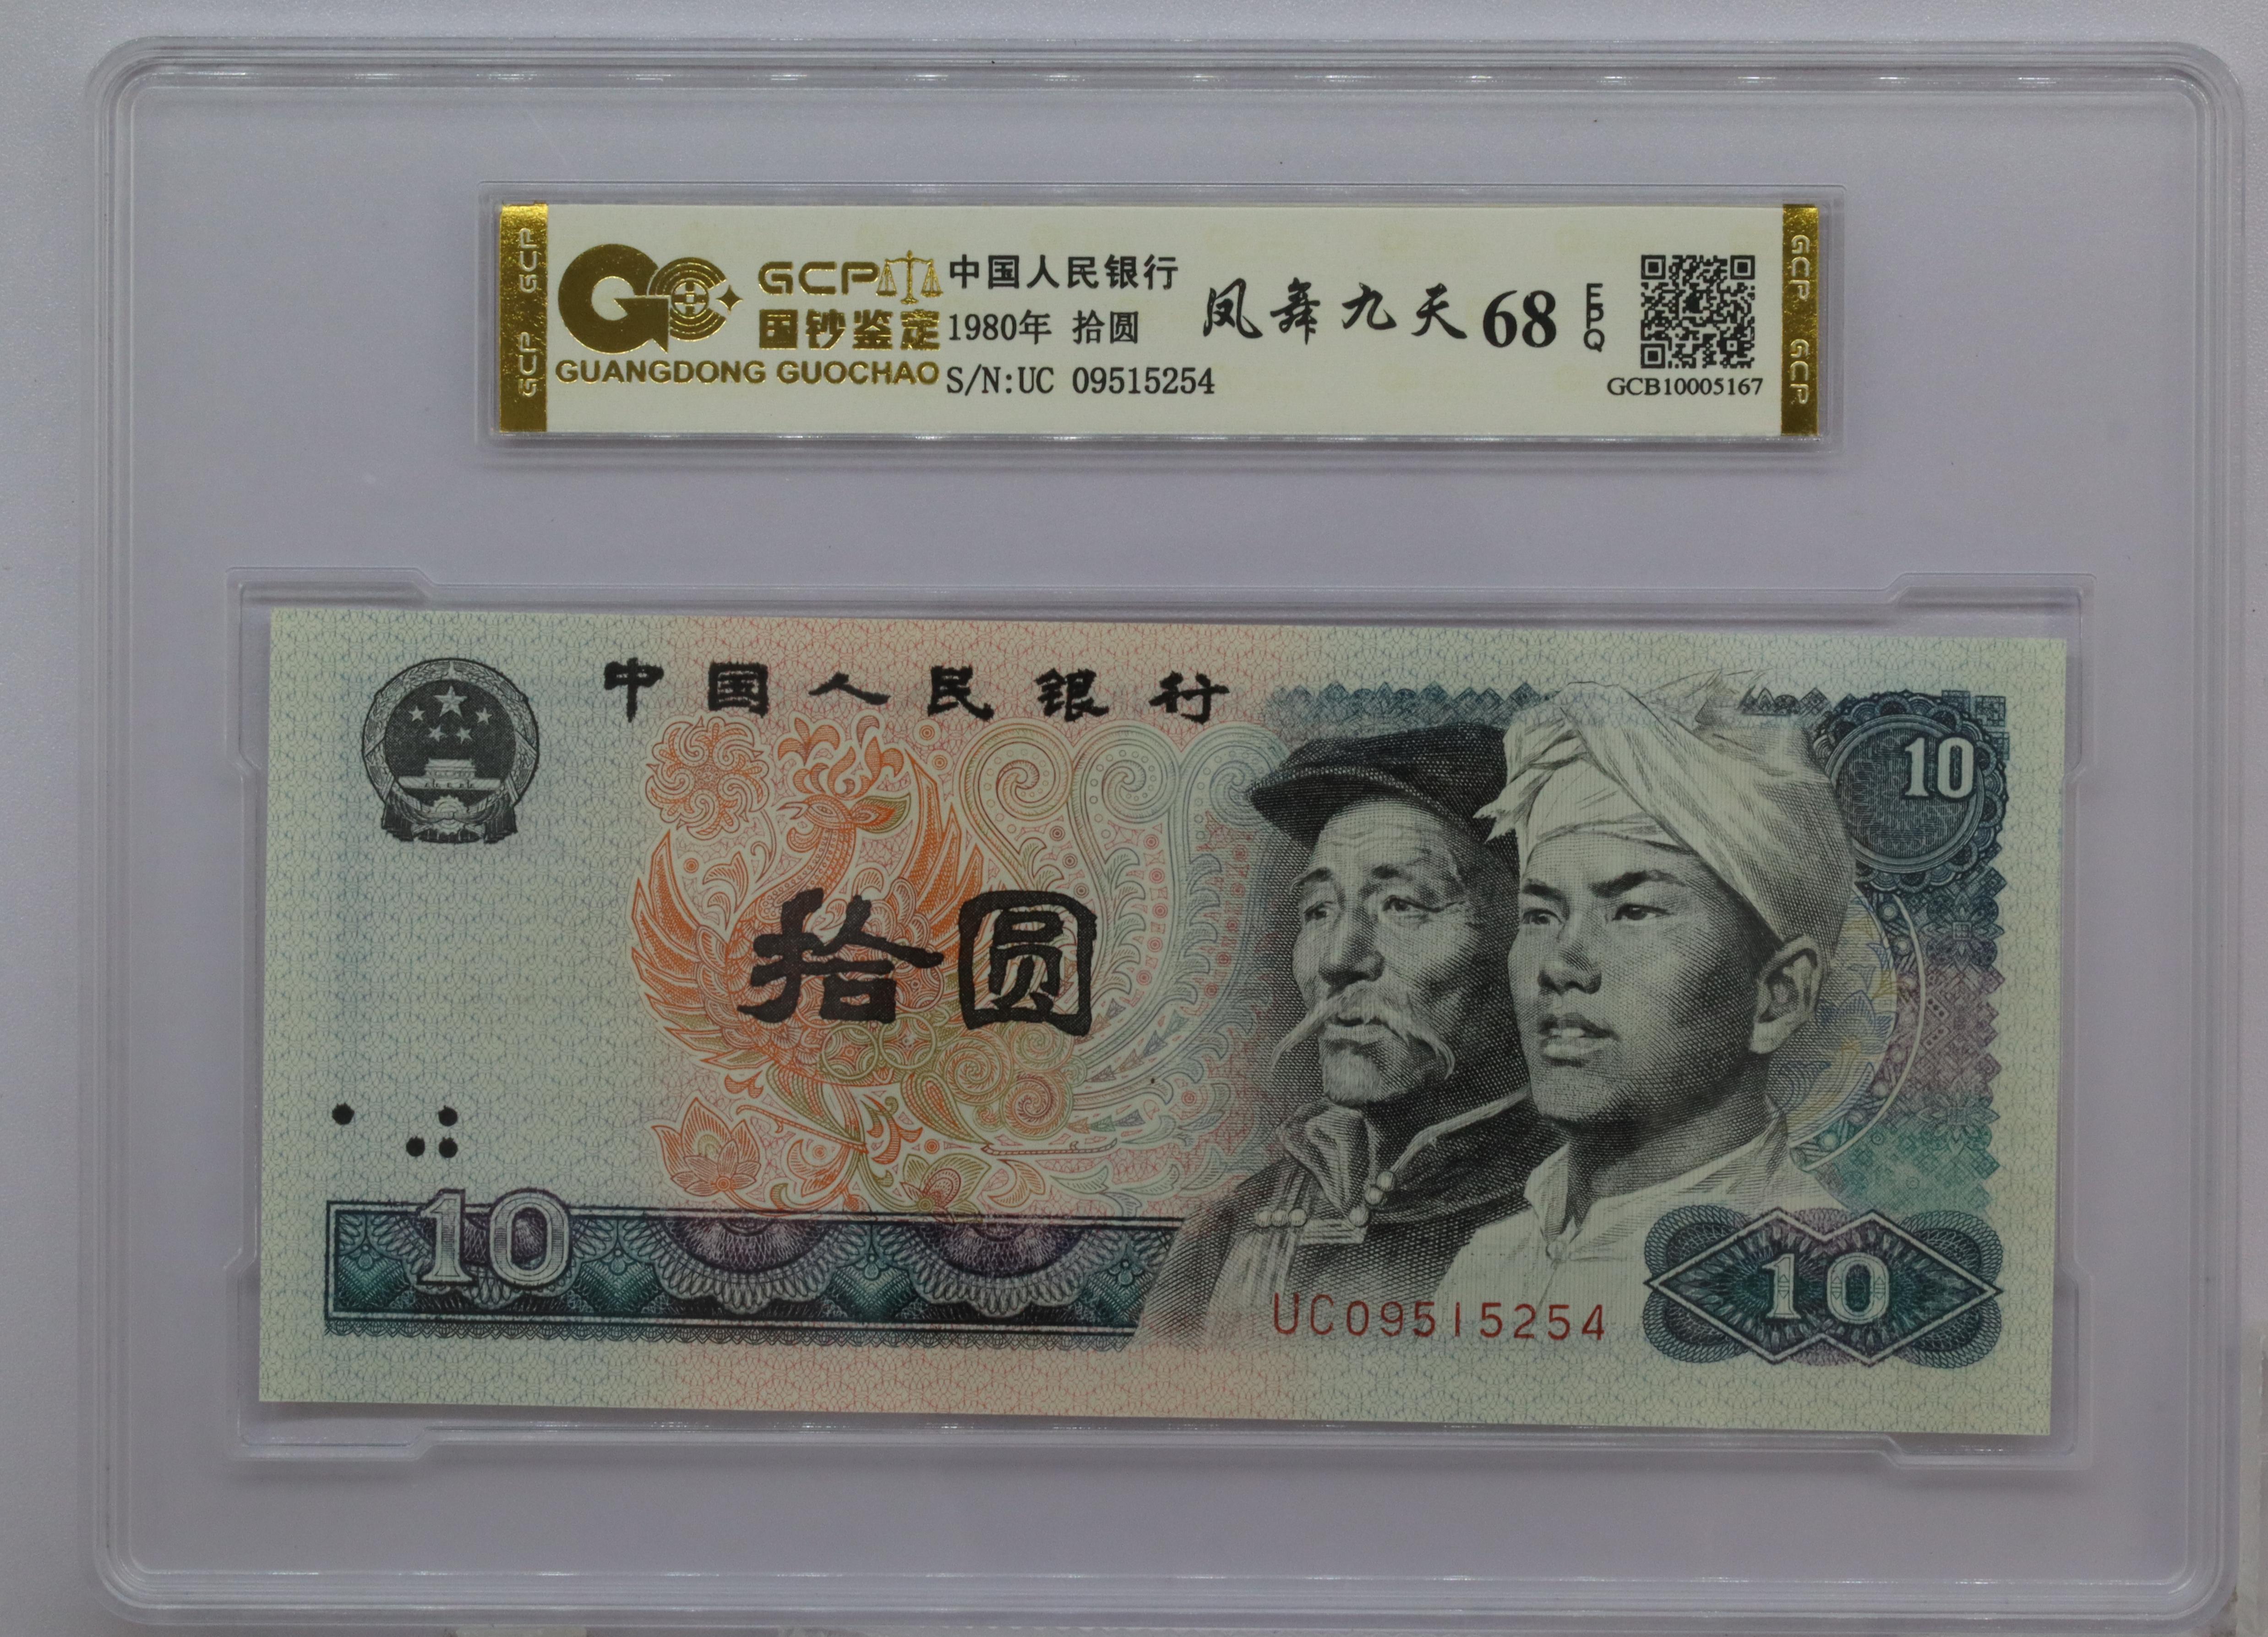 GCP GCP
GCP
国钞鉴定
GUANGDONG GUOCHAO
中国人民银行
1980年 拾圆
S/N:UC 09515254
凤舞九天 68 EPQ
GCB10005167
GCP GCP
中国人民银行
10
拾圆
10
UC09515254
10